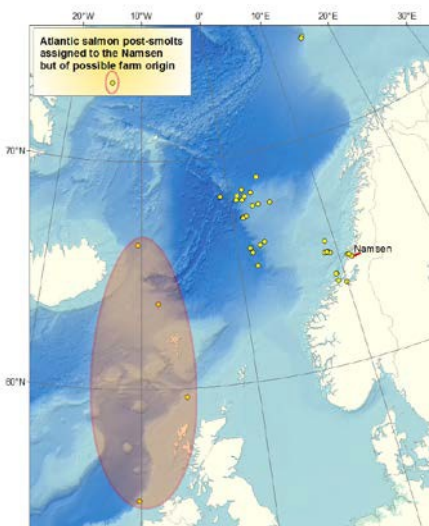 20°W 10°W 0° 10°E 20°E 30°E
Atlantic salmon post-smolts
assigned to the Namsen
but of possible farm origin
70°N
Namsen
60°N